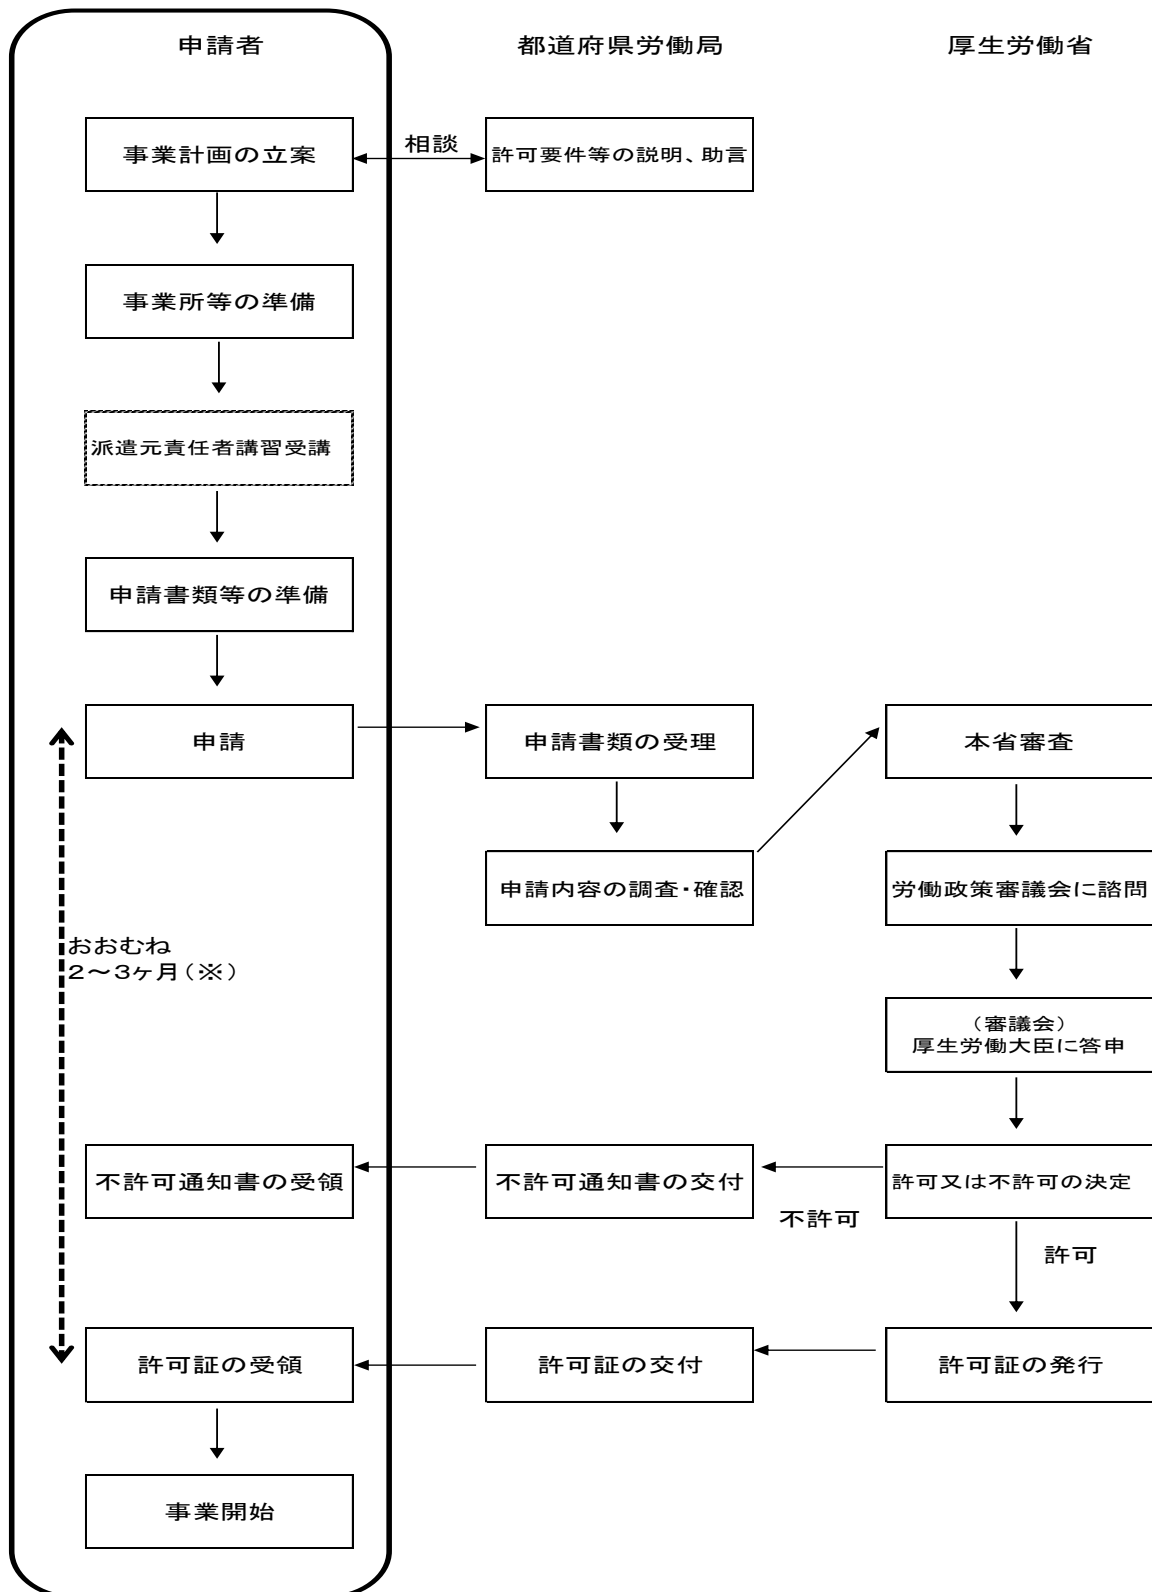 申請者
都道府県労働局
厚生労働省
事業計画の立案
相談
許可要件等の説明、助言
事業所等の準備
派遣元責任者講習受講
申請書類等の準備
申請
申請書類の受理
本省審査
申請内容の調査・確認
労働政策審議会に諮問
おおむね
2～3ヶ月（※）
（審議会）
厚生労働大臣に答申
不許可通知書の受領
不許可通知書の交付
許可又は不許可の決定
不許可
許可
許可証の受領
許可証の交付
許可証の発行
事業開始